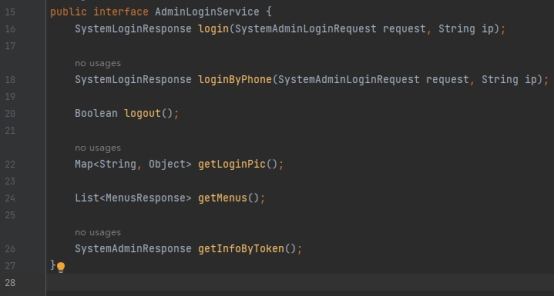 15 public interface AdminLoginService {
16 SystemLoginResponse login(SystemAdminLoginRequest request, String ip);
17
no usages
18 SystemLoginResponse loginByPhone(SystemAdminLoginRequest request, String ip);
19
20 Boolean logout();
21
no usages
22 Map<String, Object> getLoginPic();
23
24 List<MenusResponse> getMenus();
25
no usages
26 SystemAdminResponse getInfoByToken();
27 }
28